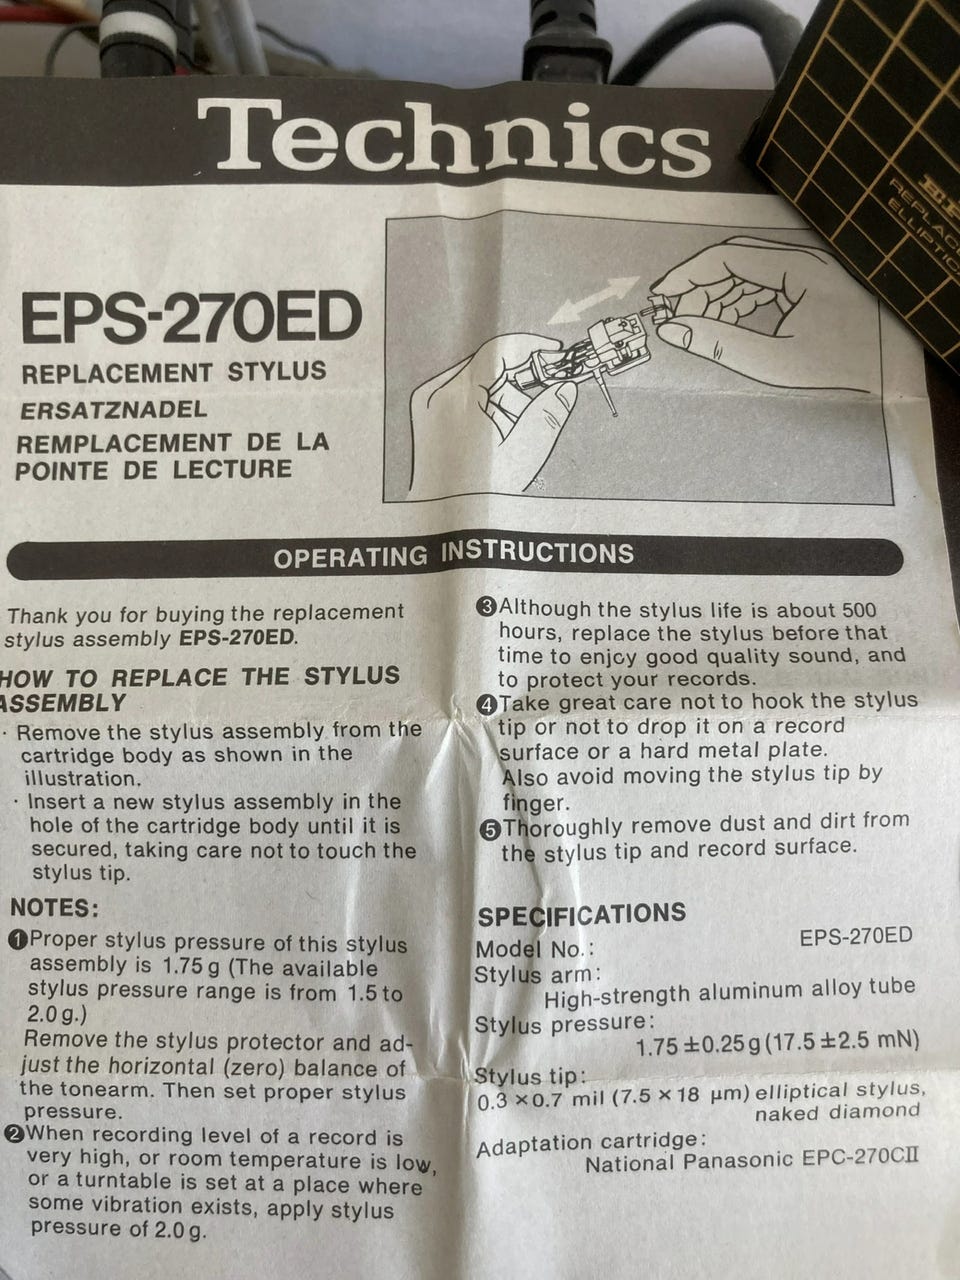 Technics
EPS-270ED
REPLACEMENT STYLUS
ERSATZNADEL
REMPLACEMENT DE LA
POINTE DE LECTURE
OPERATING INSTRUCTIONS
Thank you for buying the replacement
stylus assembly EPS-270ED.
HOW TO REPLACE THE STYLUS
ASSEMBLY
· Remove the stylus assembly from the
cartridge body as shown in the
illustration.
· Insert a new stylus assembly in the
hole of the cartridge body until it is
secured, taking care not to touch the
stylus tip.
NOTES:
❶Proper stylus pressure of this stylus
assembly is 1.75 g (The available
stylus pressure range is from 1.5 to
2.0 g.)
Remove the stylus protector and ad-
just the horizontal (zero) balance of
the tonearm. Then set proper stylus
pressure.
❷When recording level of a record is
very high, or room temperature is low,
or a turntable is set at a place where
some vibration exists, apply stylus
pressure of 2.0 g.
❸Although the stylus life is about 500
hours, replace the stylus before that
time to enjoy good quality sound, and
to protect your records.
❹Take great care not to hook the stylus
tip or not to drop it on a record
surface or a hard metal plate.
Also avoid moving the stylus tip by
finger.
❺Thoroughly remove dust and dirt from
the stylus tip and record surface.
SPECIFICATIONS
Model No.: EPS-270ED
Stylus arm:
High-strength aluminum alloy tube
Stylus pressure:
1.75 ±0.25 g (17.5 ±2.5 mN)
Stylus tip:
0.3 × 0.7 mil (7.5 × 18 μm) elliptical stylus,
naked diamond
Adaptation cartridge:
National Panasonic EPC-270CII